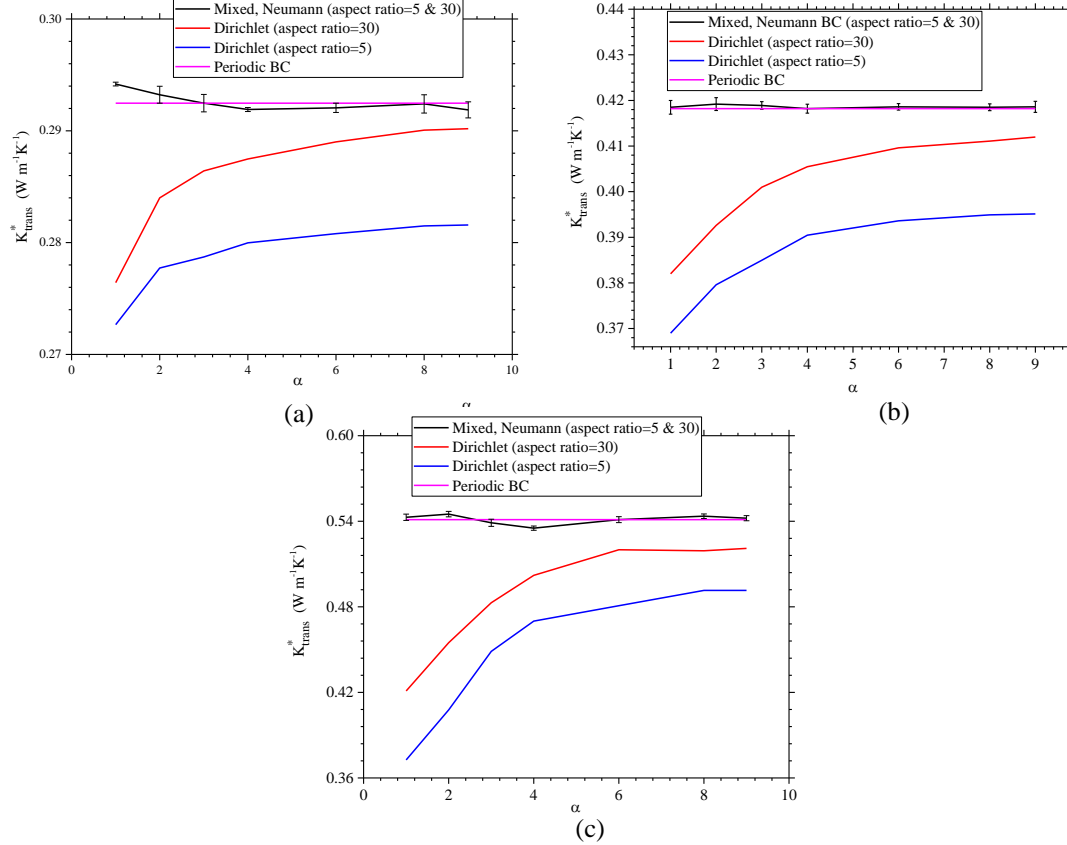 Mixed, Neumann (aspect ratio=5 & 30)
Dirichlet (aspect ratio=30)
Dirichlet (aspect ratio=5)
Periodic BC
0.30
0.29
0.28
0.27
K*trans (W m-1K-1)
0 2 4 6 8 10
α
(a)
Mixed, Neumann BC (aspect ratio=5 & 30)
Dirichlet (aspect ratio=30)
Dirichlet (aspect ratio=5)
Periodic BC
0.44
0.43
0.42
0.41
0.40
0.39
0.38
0.37
K*trans (W m-1K-1)
1 2 3 4 5 6 7 8 9
α
(b)
Mixed, Neumann (aspect ratio=5 & 30)
Dirichlet (aspect ratio=30)
Dirichlet (aspect ratio=5)
Periodic BC
0.60
0.54
0.48
0.42
0.36
K*trans (W m-1K-1)
0 2 4 6 8 10
α
(c)